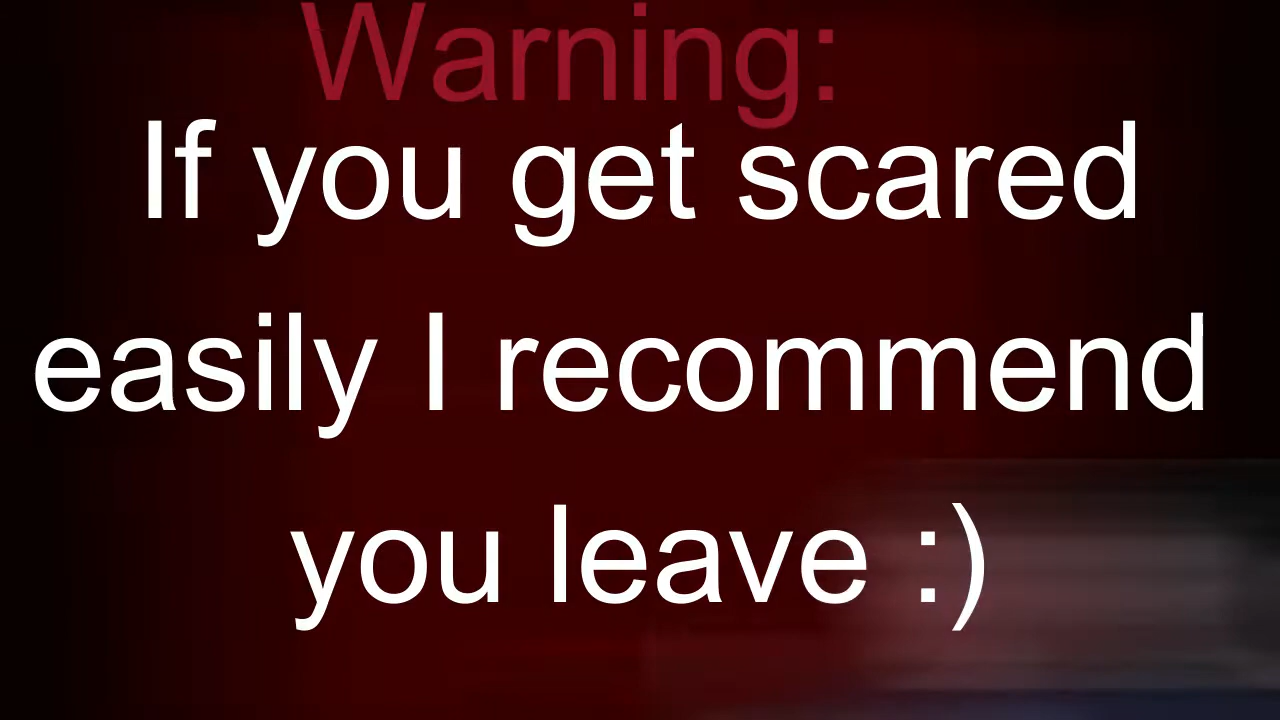 Warning:
If you get scared
easily I recommend
you leave :)